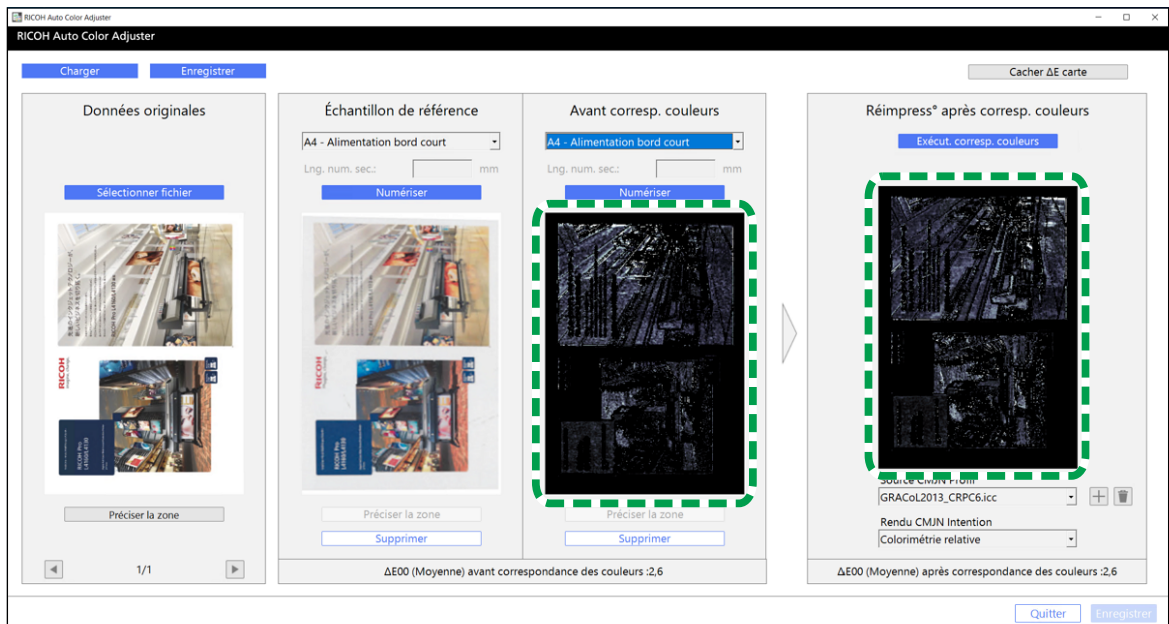 RICOH Auto Color Adjuster
RICOH Auto Color Adjuster
Charger
Enregistrer
Cacher ΔE carte
Données originales
Sélectionner fichier
RICOH
Préciser la zone
1/1
Échantillon de référence
A4 - Alimentation bord court
Lng. num. sec.:
mm
Numériser
RICOH
Préciser la zone
Supprimer
Avant corresp. couleurs
A4 - Alimentation bord court
Lng. num. sec.:
mm
Numériser
Préciser la zone
Supprimer
ΔE00 (Moyenne) avant correspondance des couleurs :2,6
Réimpress° après corresp. couleurs
Exécut. corresp. couleurs
Source CMJN Profil
GRACoL2013_CRPC6.icc
Rendu CMJN Intention
Colorimétrie relative
ΔE00 (Moyenne) après correspondance des couleurs :2,6
Quitter
Enregistrer